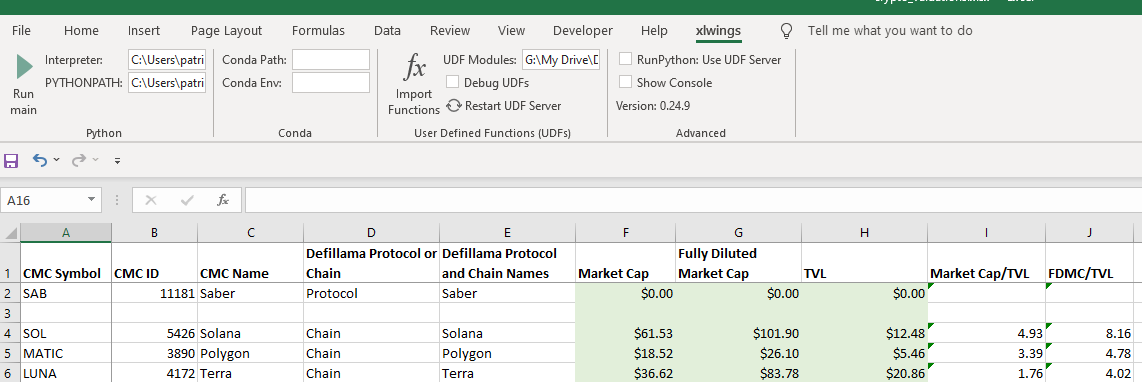 File Home Insert Page Layout Formulas Data Review View Developer Help xlwings Tell me what you want to do
Interpreter: C:\Users\patri Conda Path: UDF Modules: G:\My Drive\D RunPython: Use UDF Server
PYTHONPATH: C:\Users\patri Conda Env: Debug UDFs Show Console
Run main Import Functions Restart UDF Server Version: 0.24.9
Python Conda User Defined Functions (UDFs) Advanced
A16 fx
A B C D E F G H I J
1 CMC Symbol CMC ID CMC Name Defillama Protocol or Chain Defillama Protocol and Chain Names Market Cap Fully Diluted Market Cap TVL Market Cap/TVL FDMC/TVL
2 SAB 11181 Saber Protocol Saber $0.00 $0.00 $0.00
3
4 SOL 5426 Solana Chain Solana $61.53 $101.90 $12.48 4.93 8.16
5 MATIC 3890 Polygon Chain Polygon $18.52 $26.10 $5.46 3.39 4.78
6 LUNA 4172 Terra Chain Terra $36.62 $83.78 $20.86 1.76 4.02